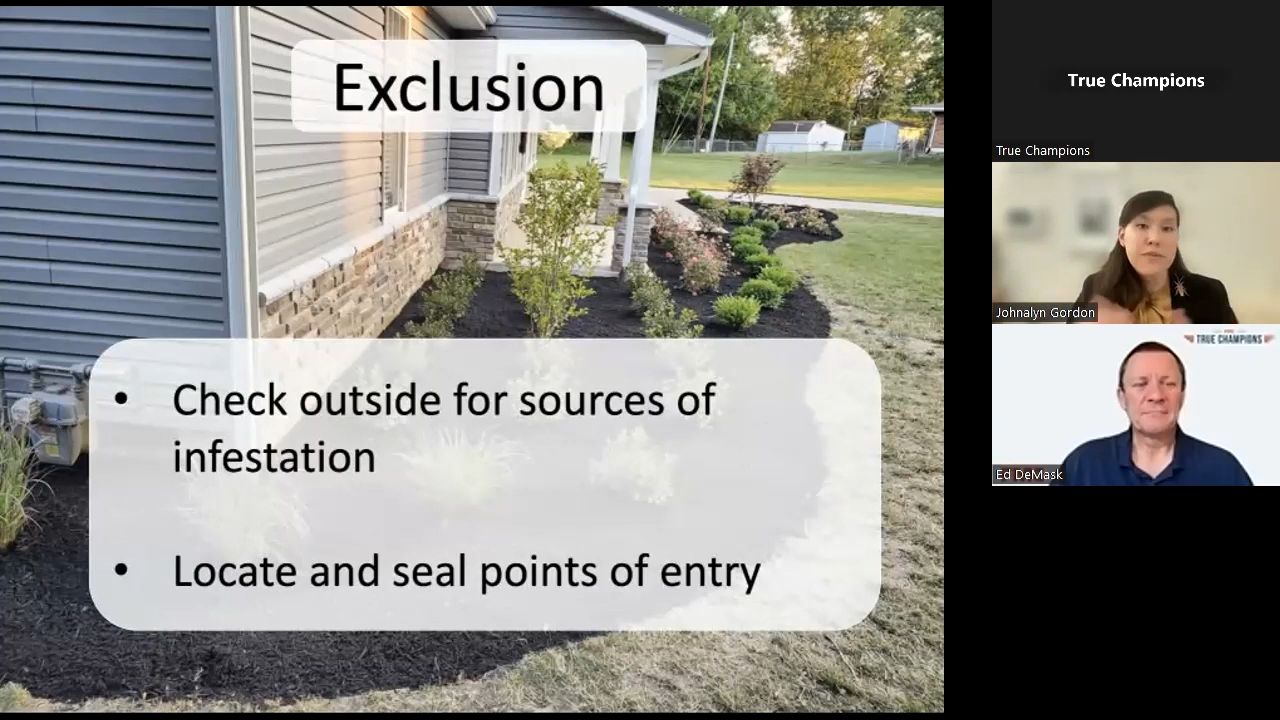 Exclusion
• Check outside for sources of
infestation
• Locate and seal points of entry
True Champions
True Champions
Johnalyn Gordon
TRUE CHAMPIONS
Ed DeMask